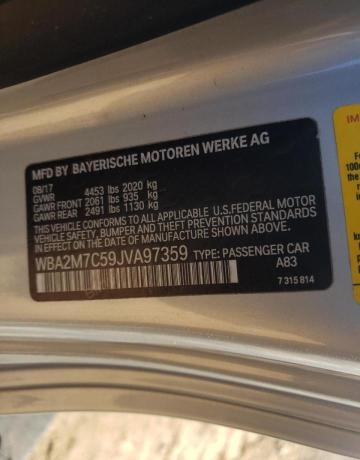 MFD BY BAYERISCHE MOTOREN WERKE AG
08/17
GVWR 4453 lbs 2020 kg
GAWR FRONT 2061 lbs 935 kg
GAWR REAR 2491 lbs 1130 kg
THIS VEHICLE CONFORMS TO ALL APPLICABLE U.S.FEDERAL MOTOR
VEHICLE SAFETY, BUMPER, AND THEFT PREVENTION STANDARDS
IN EFFECT ON THE DATE OF MANUFACTURE SHOWN ABOVE.
WBA2M7C59JVA97359 TYPE: PASSENGER CAR
A83
7 315 814
IM
100
the